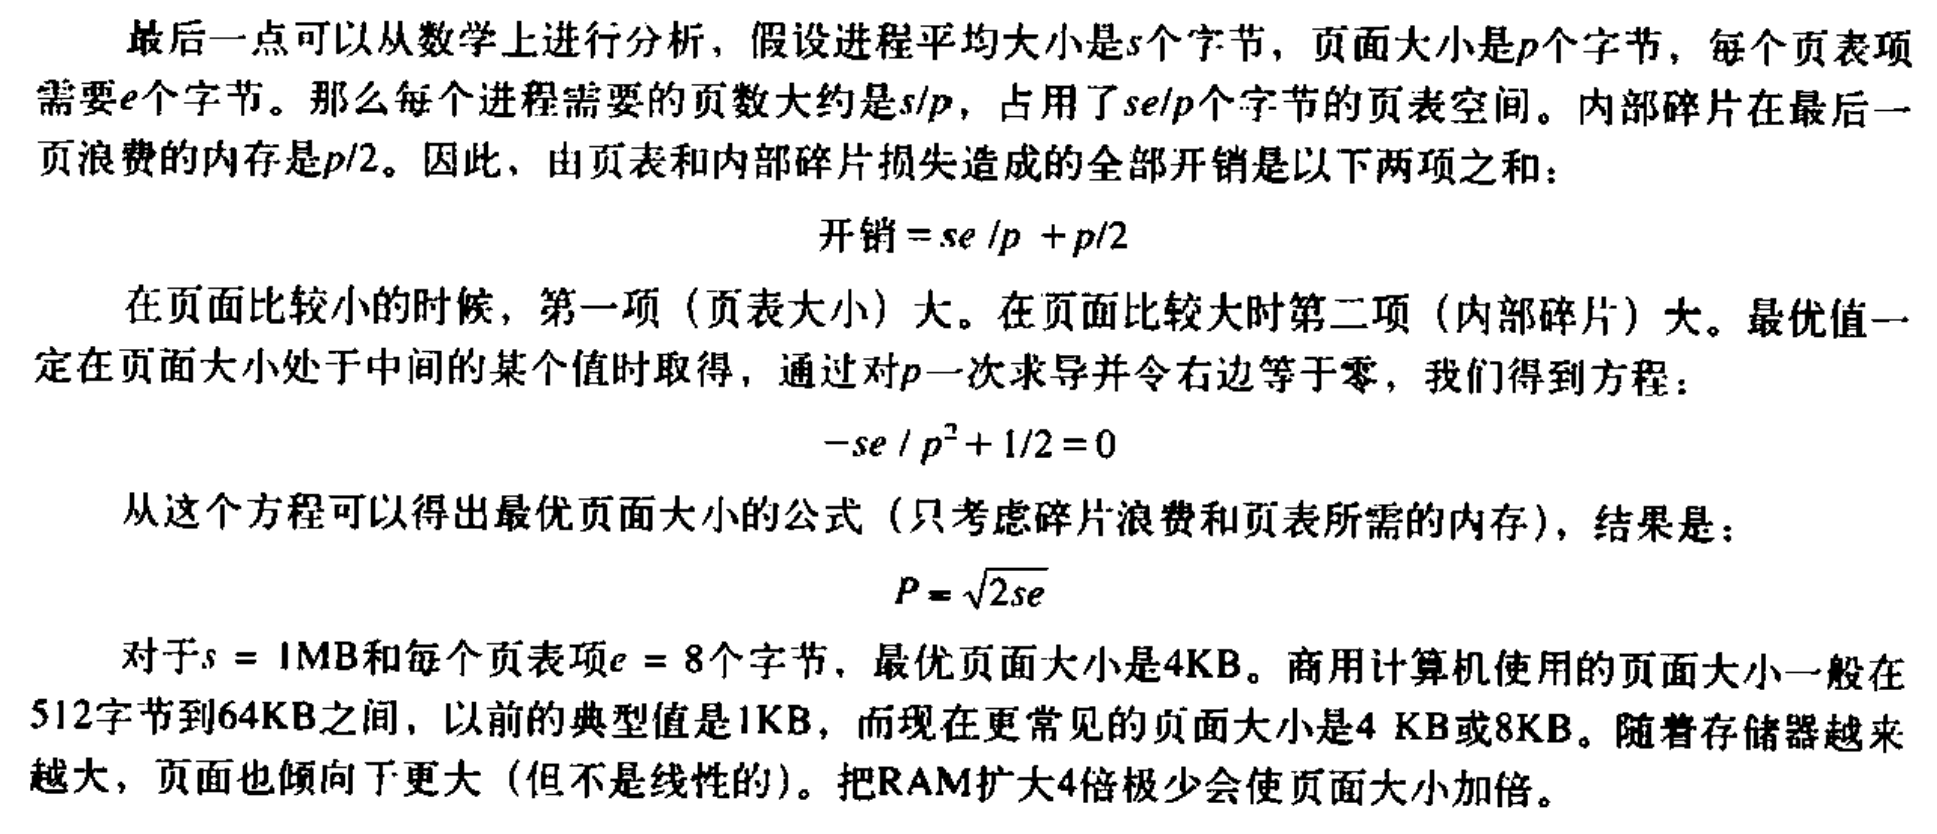 最后一点可以从数学上进行分析，假设进程平均大小是s个字节，页面大小是p个字节，每个页表项
需要e个字节。那么每个进程需要的页数大约是s/p，占用了se/p个字节的页表空间。内部碎片在最后一
页浪费的内存是p/2。因此，由页表和内部碎片损失造成的全部开销是以下两项之和：
开销 = se /p + p/2
在页面比较小的时候，第一项（页表大小）大。在页面比较大时第二项（内部碎片）大。最优值一
定在页面大小处于中间的某个值时取得，通过对p一次求导并令右边等于零，我们得到方程：
−se / p² + 1/2 = 0
从这个方程可以得出最优页面大小的公式（只考虑碎片浪费和页表所需的内存），结果是：
P = √2se
对于s = 1MB和每个页表项e = 8个字节，最优页面大小是4KB。商用计算机使用的页面大小一般在
512字节到64KB之间，以前的典型值是1KB，而现在更常见的页面大小是4 KB或8KB。随着存储器越来
越大，页面也倾向于更大（但不是线性的）。把RAM扩大4倍极少会使页面大小加倍。